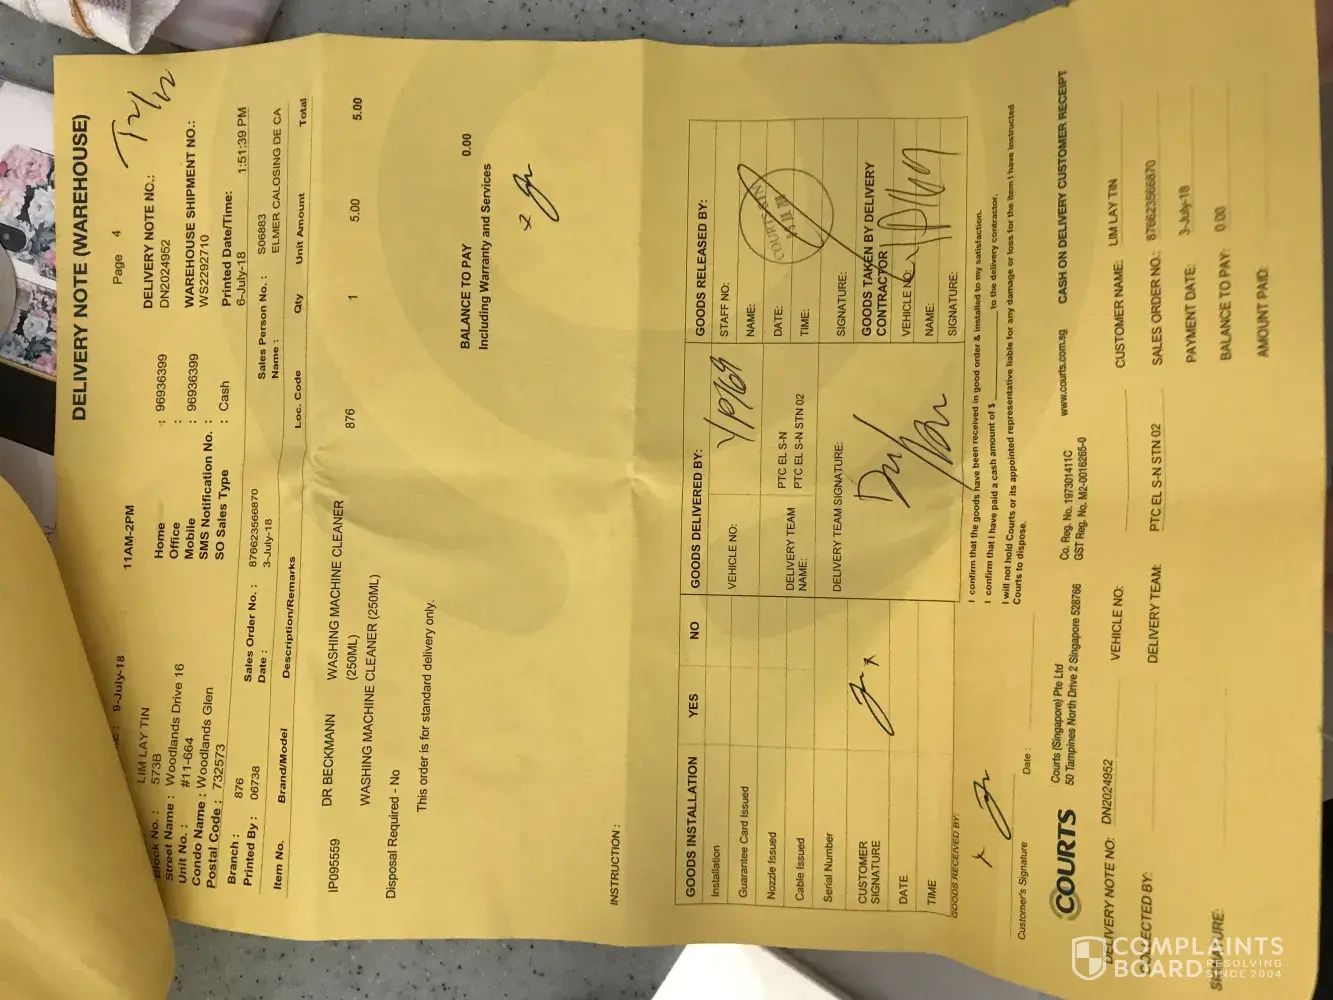 DELIVERY NOTE (WAREHOUSE)
Page 4
9-July-18 11AM-2PM
LIM LAY TIN
Block No. : 573B
Street Name : Woodlands Drive 16
Unit No. : #11-664
Condo Name : Woodlands Glen
Postal Code : 732573
Home : 96936399
Office :
Mobile : 96936399
SMS Notification No. :
SO Sales Type : Cash
DELIVERY NOTE NO.:
DN2024952
WAREHOUSE SHIPMENT NO.:
WS2292710
Printed Date/Time:
6-July-18 1:51:39 PM
Branch : 876
Printed By : 06738
Sales Order No. : 876623566870
Date : 3-July-18
Sales Person No. : S06883
Name : ELMER CALOSING DE CA
Item No. Brand/Model Description/Remarks Loc. Code Qty Unit Amount Total
IP095559 DR BECKMANN WASHING MACHINE CLEANER 876 1 5.00 5.00
(250ML)
WASHING MACHINE CLEANER (250ML)
Disposal Required - No
This order is for standard delivery only.
BALANCE TO PAY 0.00
Including Warranty and Services
INSTRUCTION :
GOODS INSTALLATION YES NO
Installation
Guarantee Card Issued
Nozzle Issued
Cable Issued
Serial Number
CUSTOMER
SIGNATURE
DATE
TIME
GOODS DELIVERED BY:
VEHICLE NO: YP769
DELIVERY TEAM
NAME:
PTC EL S-N
PTC EL S-N STN 02
DELIVERY TEAM SIGNATURE:
GOODS RELEASED BY:
STAFF NO:
NAME:
DATE:
TIME:
SIGNATURE:
GOODS TAKEN BY DELIVERY
CONTRACTOR
VEHICLE NO:
NAME:
SIGNATURE:
GOODS RECEIVED BY:
I confirm that the goods have been received in good order & installed to my satisfaction.
I confirm that I have paid a cash amount of $ to the delivery contractor.
I will not hold Courts or its appointed representative liable for any damage or loss for the item I have instructed
Courts to dispose.
Customer's Signature Date :
COURTS
Courts (Singapore) Pte Ltd
50 Tampines North Drive 2 Singapore 528766
Co. Reg. No. 197301411C
GST Reg. No. M2-0016265-0
www.courts.com.sg
CASH ON DELIVERY CUSTOMER RECEIPT
DELIVERY NOTE NO: DN2024952
VEHICLE NO:
CUSTOMER NAME: LIM LAY TIN
DELIVERY TEAM: PTC EL S-N STN 02
SALES ORDER NO.: 876623566870
PAYMENT DATE: 3-July-18
BALANCE TO PAY: 0.00
AMOUNT PAID:
COMPLAINTS
BOARD RESOLVING
SINCE 2004